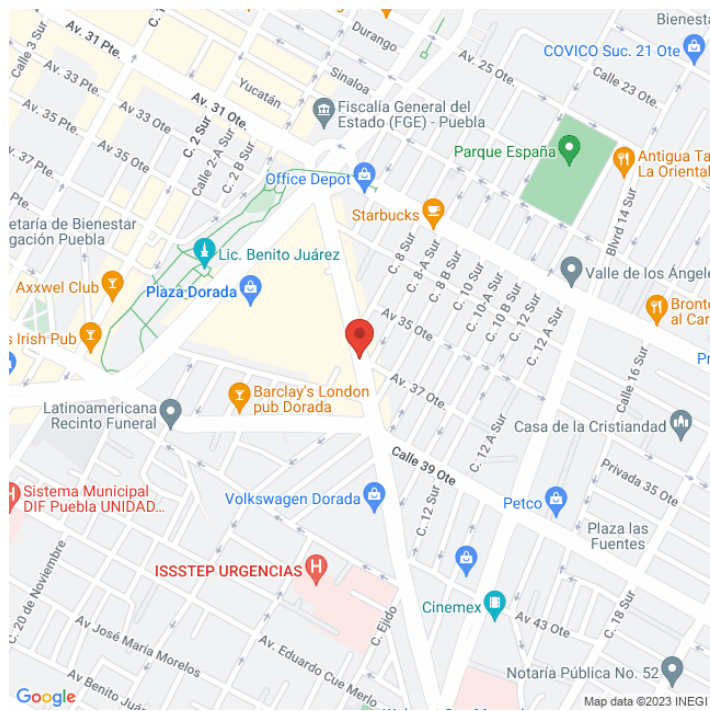 Av. 31 Pte.
Calle 3 Sur
Durango
Bienestar
COVICO Suc. 21 Ote
Av. 33 Pte.
Yucatán
Sinaloa
Av. 25 Ote.
Calle 23 Ote.
Av. 31 Ote
Fiscalía General del
Estado (FGE) - Puebla
Av. 35 Pte.
Av. 33 Ote
C. 2 Sur
Parque España
Antigua Ta
La Oriental
Av. 37 Pte.
Av. 35 Ote
Calle 2-A Sur
C. 2 B Sur
Office Depot
Starbucks
Blvrd 14 Sur
etaría de Bienestar
gación Puebla
Lic. Benito Juárez
C. 8 Sur
C. 8-A Sur
C. 8 B Sur
C. 10 Sur
C. 10-A Sur
C. 10 B Sur
C. 12 Sur
C. 12 A Sur
Valle de los Ángele
Axxwel Club
Plaza Dorada
Bront
al Car
s Irish Pub
Av 35 Ote
Calle 16 Sur
Pr
Av. 37 Ote.
Barclay's London
pub Dorada
Latinoamericana
Recinto Funeral
C. 12 A Sur
Casa de la Cristiandad
Calle 39 Ote
Privada 35 Ote
Sistema Municipal
DIF Puebla UNIDAD...
Volkswagen Dorada
Petco
C. 12 Sur
Plaza las
Fuentes
ISSSTEP URGENCIAS
C. 20 de Noviembre
Cinemex
C. Ejido
Av 43 Ote
C. 18 Sur
Av José María Morelos
Av. Eduardo Cue Merlo
Notaría Pública No. 52
Av Benito Juár
Google
Map data ©2023 INEGI